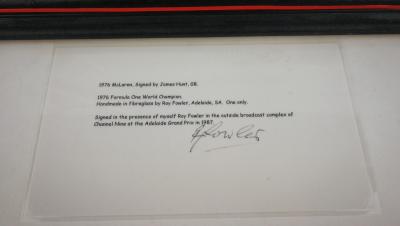 1976 McLaren, Signed by James Hunt, GB.
1976 Formula One World Champion.
Handmade in fibreglass by Roy Fowler, Adelaide, SA. One only.
Signed in the presence of myself Roy Fowler in the outside broadcast complex of
Channel Nine at the Adelaide Grand Prix in 1987.
R Fowler